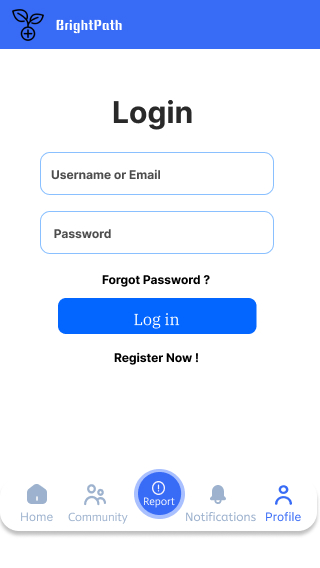 BrightPath
Login
Username or Email
Password
Forgot Password ?
Log in
Register Now !
Report
Home Community Notifications Profile